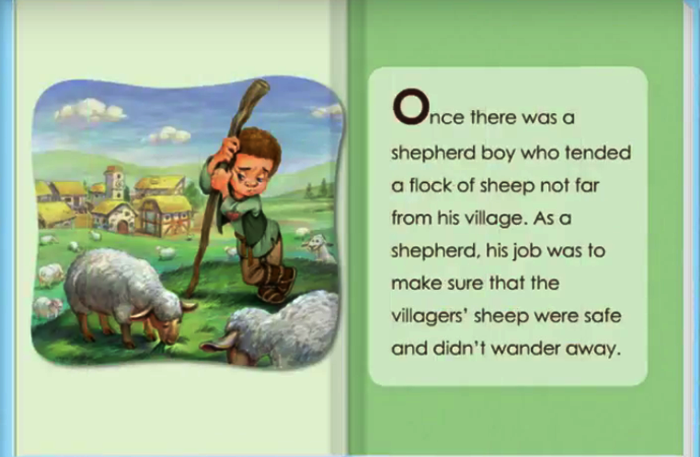 Once there was a
shepherd boy who tended
a flock of sheep not far
from his village. As a
shepherd, his job was to
make sure that the
villagers’ sheep were safe
and didn’t wander away.